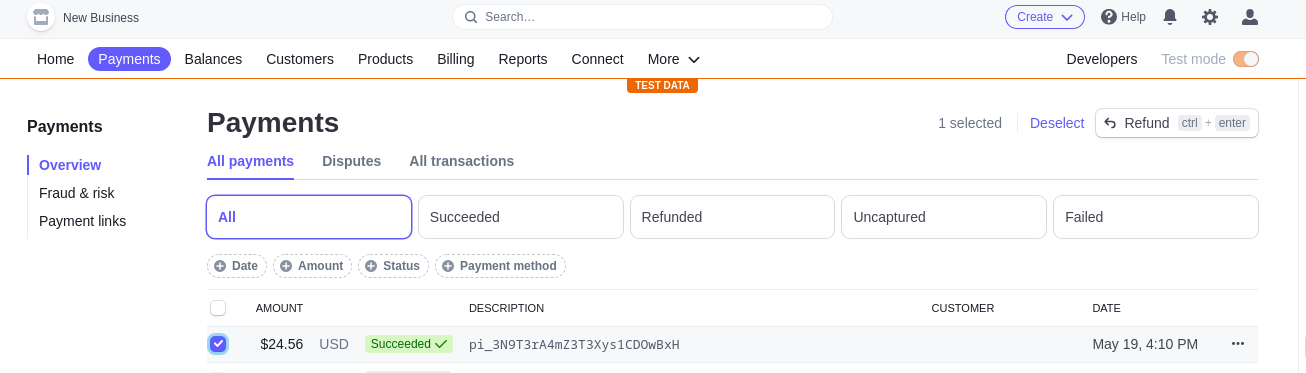 New Business Search… Create Help
Home Payments Balances Customers Products Billing Reports Connect More Developers Test mode
TEST DATA
Payments
Overview
Fraud & risk
Payment links
Payments 1 selected Deselect Refund ctrl + enter
All payments Disputes All transactions
All Succeeded Refunded Uncaptured Failed
Date Amount Status Payment method
AMOUNT DESCRIPTION CUSTOMER DATE
$24.56 USD Succeeded pi_3N9T3rA4mZ3T3Xys1CDOwBxH May 19, 4:10 PM